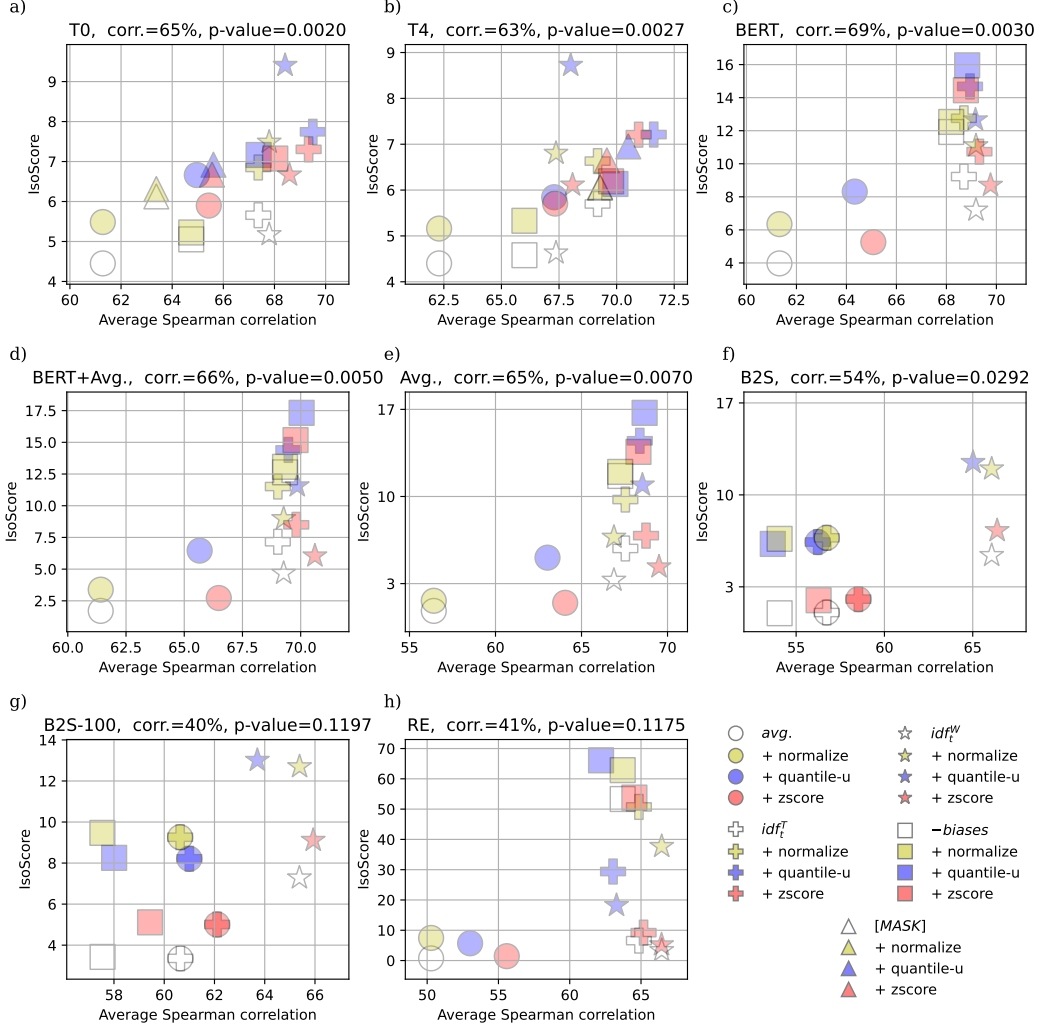 a)
T0, corr.=65%, p-value=0.0020
IsoScore
9
8
7
6
5
4
60 62 64 66 68 70
Average Spearman correlation
b)
T4, corr.=63%, p-value=0.0027
IsoScore
9
8
7
6
5
4
62.5 65.0 67.5 70.0 72.5
Average Spearman correlation
c)
BERT, corr.=69%, p-value=0.0030
IsoScore
16
14
12
10
8
6
4
60 62 64 66 68 70
Average Spearman correlation
d)
BERT+Avg., corr.=66%, p-value=0.0050
IsoScore
17.5
15.0
12.5
10.0
7.5
5.0
2.5
60.0 62.5 65.0 67.5 70.0
Average Spearman correlation
e)
Avg., corr.=65%, p-value=0.0070
IsoScore
17
10
3
55 60 65 70
Average Spearman correlation
f)
B2S, corr.=54%, p-value=0.0292
IsoScore
17
10
3
55 60 65
Average Spearman correlation
g)
B2S-100, corr.=40%, p-value=0.1197
IsoScore
14
12
10
8
6
4
58 60 62 64 66
Average Spearman correlation
h)
RE, corr.=41%, p-value=0.1175
IsoScore
70
60
50
40
30
20
10
0
50 55 60 65
Average Spearman correlation
avg.
+ normalize
+ quantile-u
+ zscore
idf_t^T
+ normalize
+ quantile-u
+ zscore
idf_t^W
+ normalize
+ quantile-u
+ zscore
−biases
+ normalize
+ quantile-u
+ zscore
[MASK]
+ normalize
+ quantile-u
+ zscore